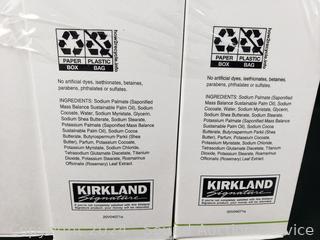 how2recycle.info
PAPER
BOX
PLASTIC
BAG
No artificial dyes, isethionates, betaines,
parabens, phthalates or sulfates.
INGREDIENTS: Sodium Palmate (Saponified
Mass Balance Sustainable Palm Oil), Sodium
Cocoate, Water, Sodium Myristate, Glycerin,
Sodium Shea Butterate, Sodium Stearate,
Potassium Palmate (Saponified Mass Balance
Sustainable Palm Oil), Sodium Cocoa
Butterate, Butyrospermum Parkii (Shea
Butter), Parfum, Potassium Cocoate,
Potassium Myristate, Sodium Chloride,
Tetrasodium Glutamate Diacetate, Titanium
Dioxide, Potassium Stearate, Rosmarinus
Officinalis (Rosemary) Leaf Extract.
KIRKLAND
Signature
how2recycle.info
PAPER
BOX
PLASTIC
BAG
No artificial dyes, isethionates, betaines,
parabens, phthalates or sulfates.
INGREDIENTS: Sodium Palmate (Saponified
Mass Balance Sustainable Palm Oil), Sodium
Cocoate, Water, Sodium Myristate, Glycerin,
Sodium Shea Butterate, Sodium Stearate,
Potassium Palmate (Saponified Mass Balance
Sustainable Palm Oil), Sodium Cocoa
Butterate, Butyrospermum Parkii (Shea
Butter), Parfum, Potassium Cocoate,
Potassium Myristate, Sodium Chloride,
Tetrasodium Glutamate Diacetate, Titanium
Dioxide, Potassium Stearate, Rosmarinus
Officinalis (Rosemary) Leaf Extract.
KIRKLAND
Signature